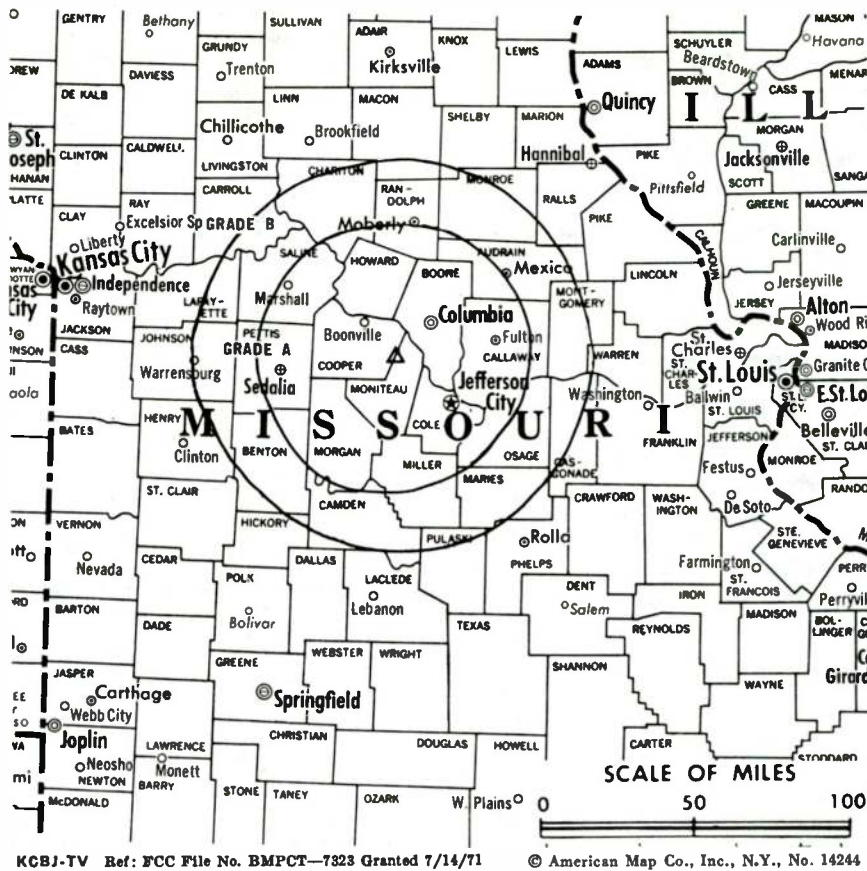 GENTRY
Bethany
SULLIVAN
ADAIR
KNOX
LEWIS
MASON
Havana
GRUNDY
Kirksville
SCHUYLER
Beardstown
DREW
DAVIESS
Trenton
ADAMS
BROWN
CASS
MENAR
DE KALB
LINN
MACON
Quincy
I L L
SHELBY
MARION
MORGAN
St.
oseph
Chillicothe
Brookfield
Hannibal
PIKE
Jacksonville
CLINTON
CALDWELL
HANAN
LIVINGSTON
CHARITON
MONROE
Pittsfield
SCOTT
SANGA
PLATTE
RAY
CARROLL
RAN-
DOLPH
RALLS
GREENE
MACOUPIN
CLAY
Excelsior Sp
GRADE B
Moberly
PIKE
Liberty
SALINE
HOWARD
AUDRAIN
CALHOUN
Carlinville
WYAN
DOTTE
Kansas City
BOONE
Mexico
LINCOLN
sas
City
Independence
LAFAY-
ETTE
Marshall
MONT-
GOMERY
Jerseyville
JERSEY
Raytown
Columbia
Alton
JACKSON
JOHNSON
PETTIS
Boonville
Fulton
St.
Charles
Wood Ri
NSON
CASS
GRADE A
COOPER
CALLAWAY
WARREN
MADISO
Warrensburg
ST.
CHAR-
LES
St. Louis
Granite C
aola
Sedalia
MONITEAU
Jefferson
City
Washington
Ballwin
ST. LOUIS
ST. L.
CY.
E St. Lo
HENRY
M I S S O U R I
COLE
Belleville
BATES
Clinton
BENTON
MORGAN
OSAGE
FRANKLIN
JEFFERSON
ST. CLAI
MILLER
GAS-
CONADE
MONROE
MARIES
Festus
ST. CLAIR
CAMDEN
CRAWFORD
WASH-
INGTON
De Soto
RANDO
VERNON
HICKORY
PULASKI
Rolla
STE.
GENEVIEVE
Nevada
CEDAR
DALLAS
PHELPS
Farmington
ST.
FRANCOIS
PERR
POLK
LACLEDE
DENT
Perryvil
BARTON
Bolivar
Lebanon
Salem
IRON
MADISON
DADE
TEXAS
REYNOLDS
BOL-
LINGER
WEBSTER
WRIGHT
JASPER
GREENE
SHANNON
Girard
Carthage
WAYNE
Webb City
Springfield
Joplin
CHRISTIAN
LAWRENCE
DOUGLAS
HOWELL
CARTER
STODDARD
mi
Neosho
NEWTON
Monett
SCALE OF MILES
McDONALD
BARRY
STONE
TANEY
OZARK
W. Plains
0 50 100
KCBJ-TV Ref: FCC File No. BMPCT—7323 Granted 7/14/71 © American Map Co., Inc., N.Y., No. 14244